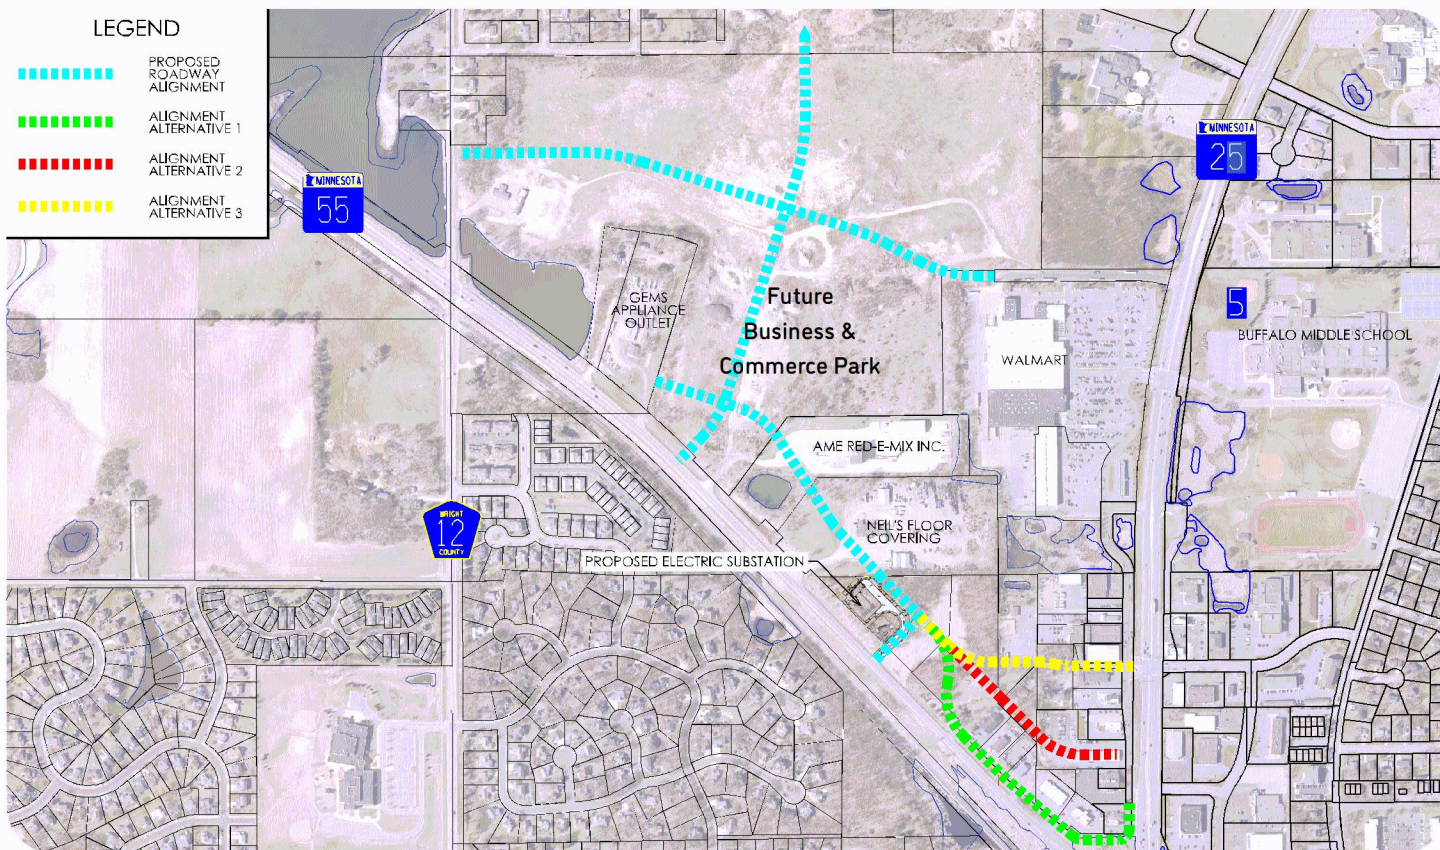 LEGEND
PROPOSED
ROADWAY
ALIGNMENT
ALIGNMENT
ALTERNATIVE 1
ALIGNMENT
ALTERNATIVE 2
ALIGNMENT
ALTERNATIVE 3
MINNESOTA
55
MINNESOTA
25
GEMS
APPLIANCE
OUTLET
Future
Business &
Commerce Park
5
BUFFALO MIDDLE SCHOOL
WALMART
AME RED-E-MIX INC.
WRIGHT
12
COUNTY
NEIL'S FLOOR
COVERING
PROPOSED ELECTRIC SUBSTATION